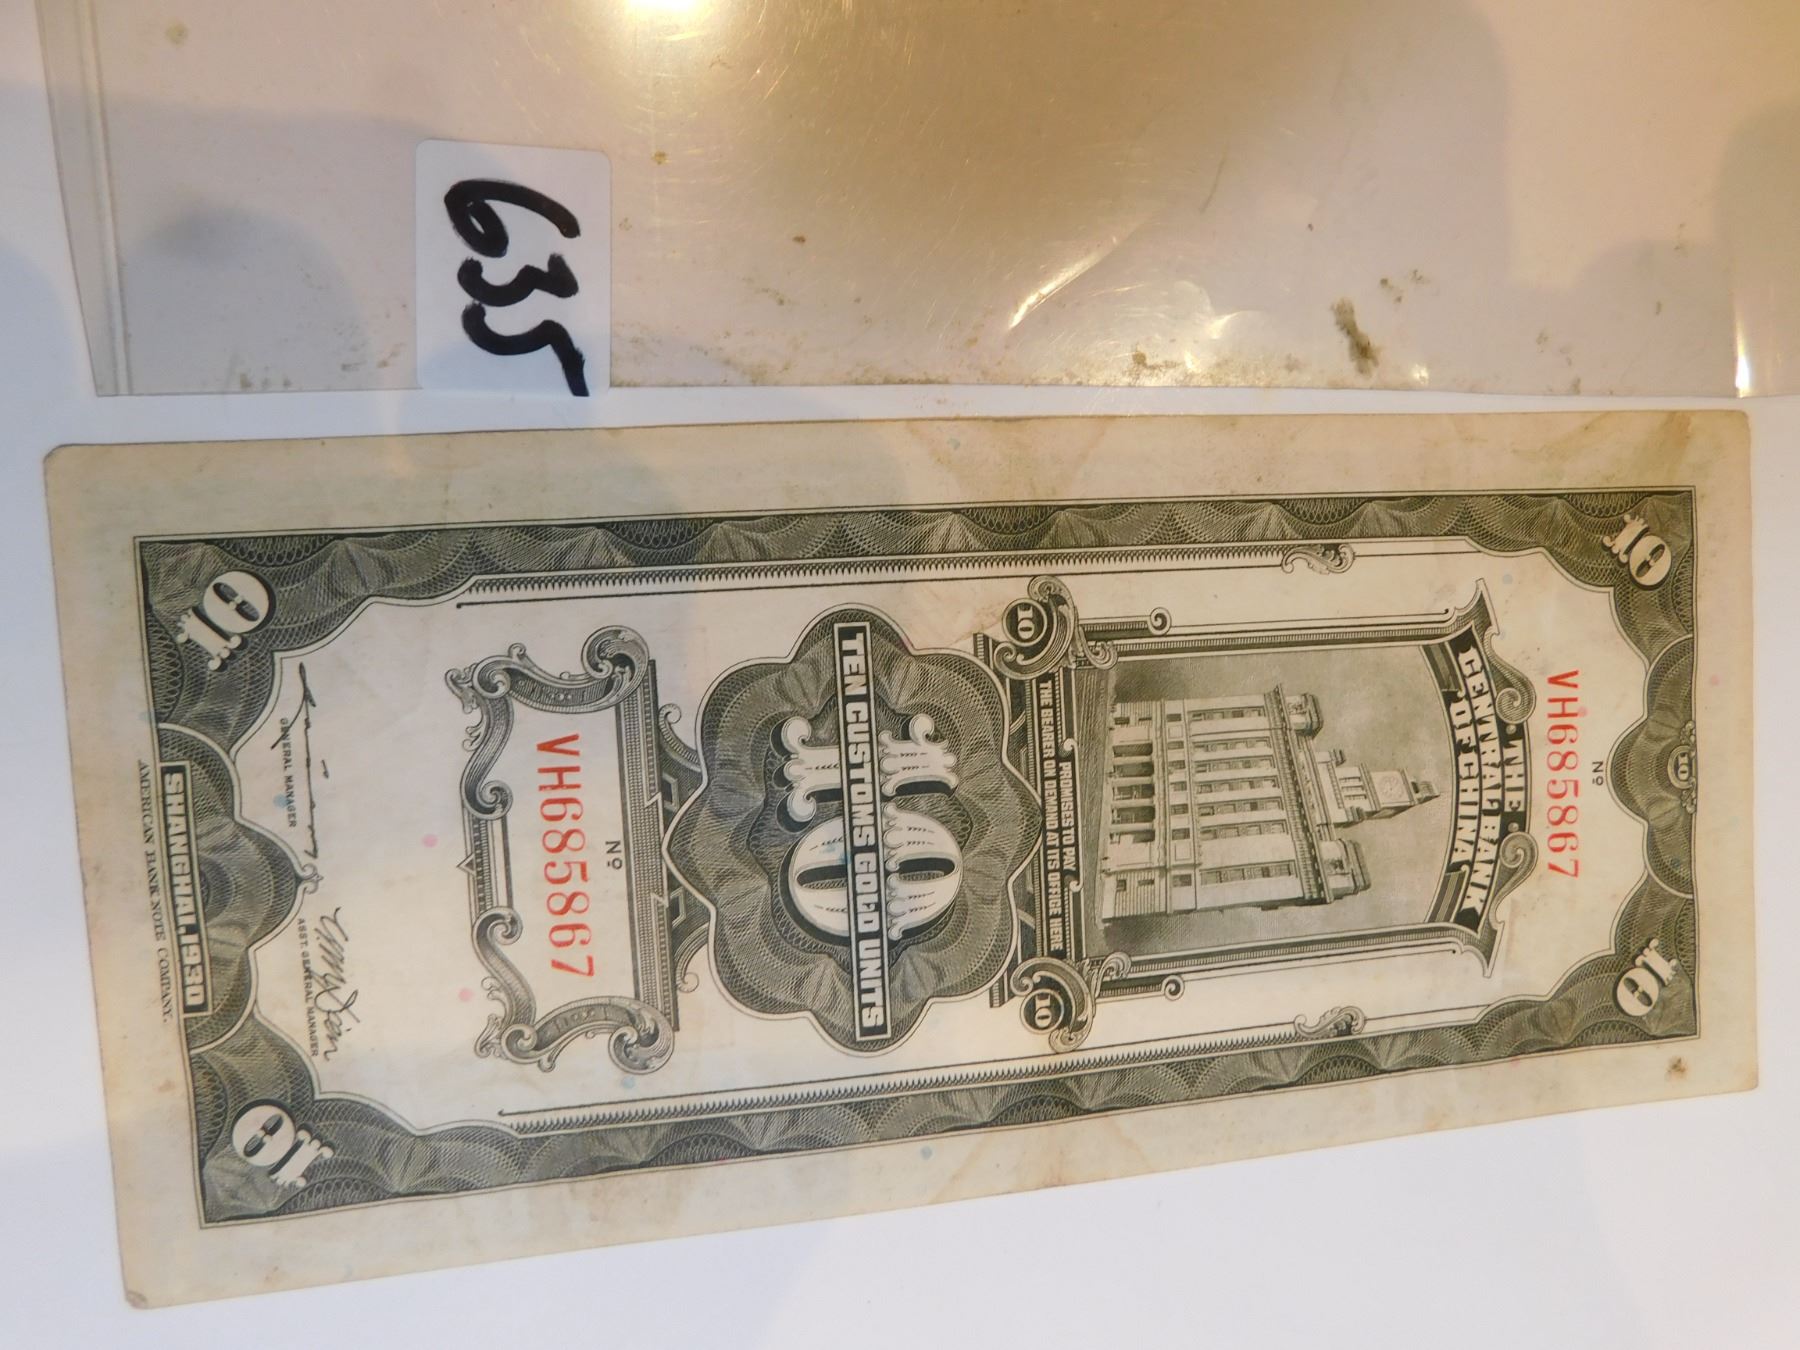 635
10
10
10
Nº
VH685867
· THE ·
CENTRAL BANK
OF CHINA
PROMISES TO PAY
THE BEARER ON DEMAND AT ITS OFFICE HERE
10
10
10
TEN CUSTOMS GOLD UNITS
Nº
VH685867
GENERAL MANAGER
ASST. GENERAL MANAGER
10
10
SHANGHAI.1930
AMERICAN BANK NOTE COMPANY.